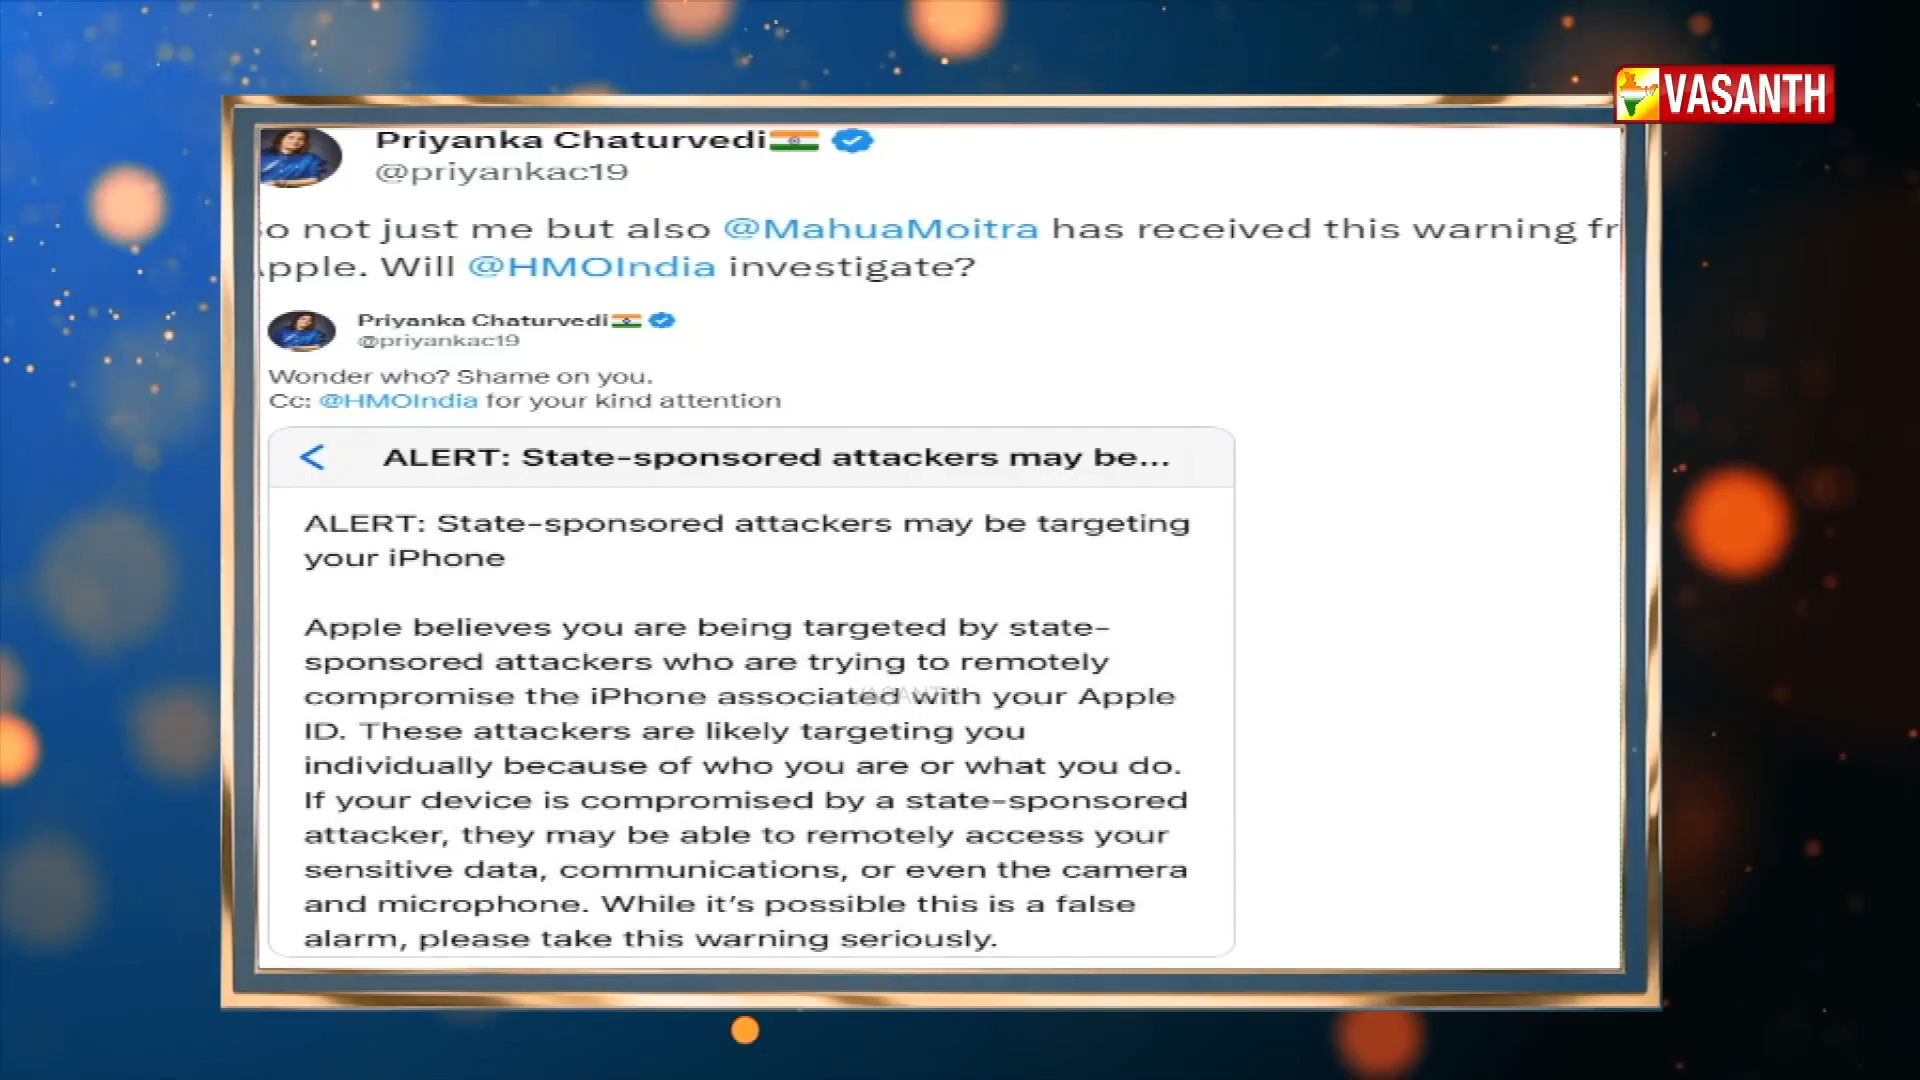 VASANTH
Priyanka Chaturvedi
@priyankac19
o not just me but also @MahuaMoitra has received this warning fr
pple. Will @HMOIndia investigate?
Priyanka Chaturvedi
@priyankac19
Wonder who? Shame on you.
Cc: @HMOIndia for your kind attention
ALERT: State-sponsored attackers may be...
ALERT: State-sponsored attackers may be targeting
your iPhone
Apple believes you are being targeted by state-
sponsored attackers who are trying to remotely
compromise the iPhone associated with your Apple
ID. These attackers are likely targeting you
individually because of who you are or what you do.
If your device is compromised by a state-sponsored
attacker, they may be able to remotely access your
sensitive data, communications, or even the camera
and microphone. While it's possible this is a false
alarm, please take this warning seriously.